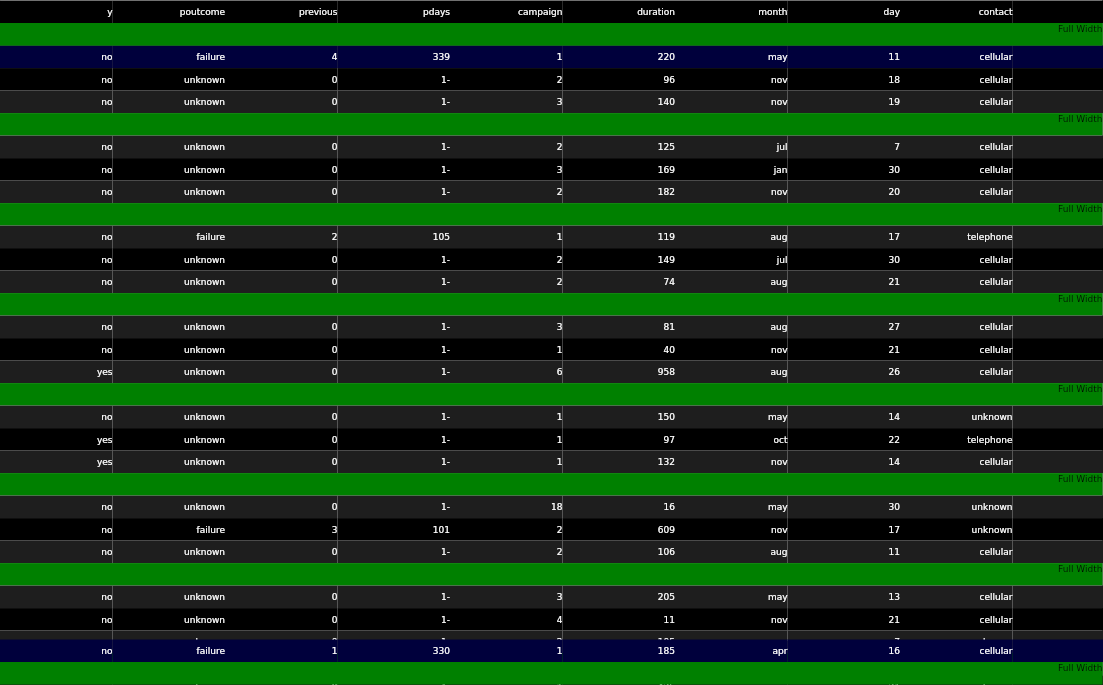 y poutcome previous pdays campaign duration month day contact
Full Width
no failure 4 339 1 220 may 11 cellular
no unknown 0 1- 2 96 nov 18 cellular
no unknown 0 1- 3 140 nov 19 cellular
Full Width
no unknown 0 1- 2 125 jul 7 cellular
no unknown 0 1- 3 169 jan 30 cellular
no unknown 0 1- 2 182 nov 20 cellular
Full Width
no failure 2 105 1 119 aug 17 telephone
no unknown 0 1- 2 149 jul 30 cellular
no unknown 0 1- 2 74 aug 21 cellular
Full Width
no unknown 0 1- 3 81 aug 27 cellular
no unknown 0 1- 1 40 nov 21 cellular
yes unknown 0 1- 6 958 aug 26 cellular
Full Width
no unknown 0 1- 1 150 may 14 unknown
yes unknown 0 1- 1 97 oct 22 telephone
yes unknown 0 1- 1 132 nov 14 cellular
Full Width
no unknown 0 1- 18 16 may 30 unknown
no failure 3 101 2 609 nov 17 unknown
no unknown 0 1- 2 106 aug 11 cellular
Full Width
no unknown 0 1- 3 205 may 13 cellular
no unknown 0 1- 4 11 nov 21 cellular
no failure 1 330 1 185 apr 16 cellular
Full Width